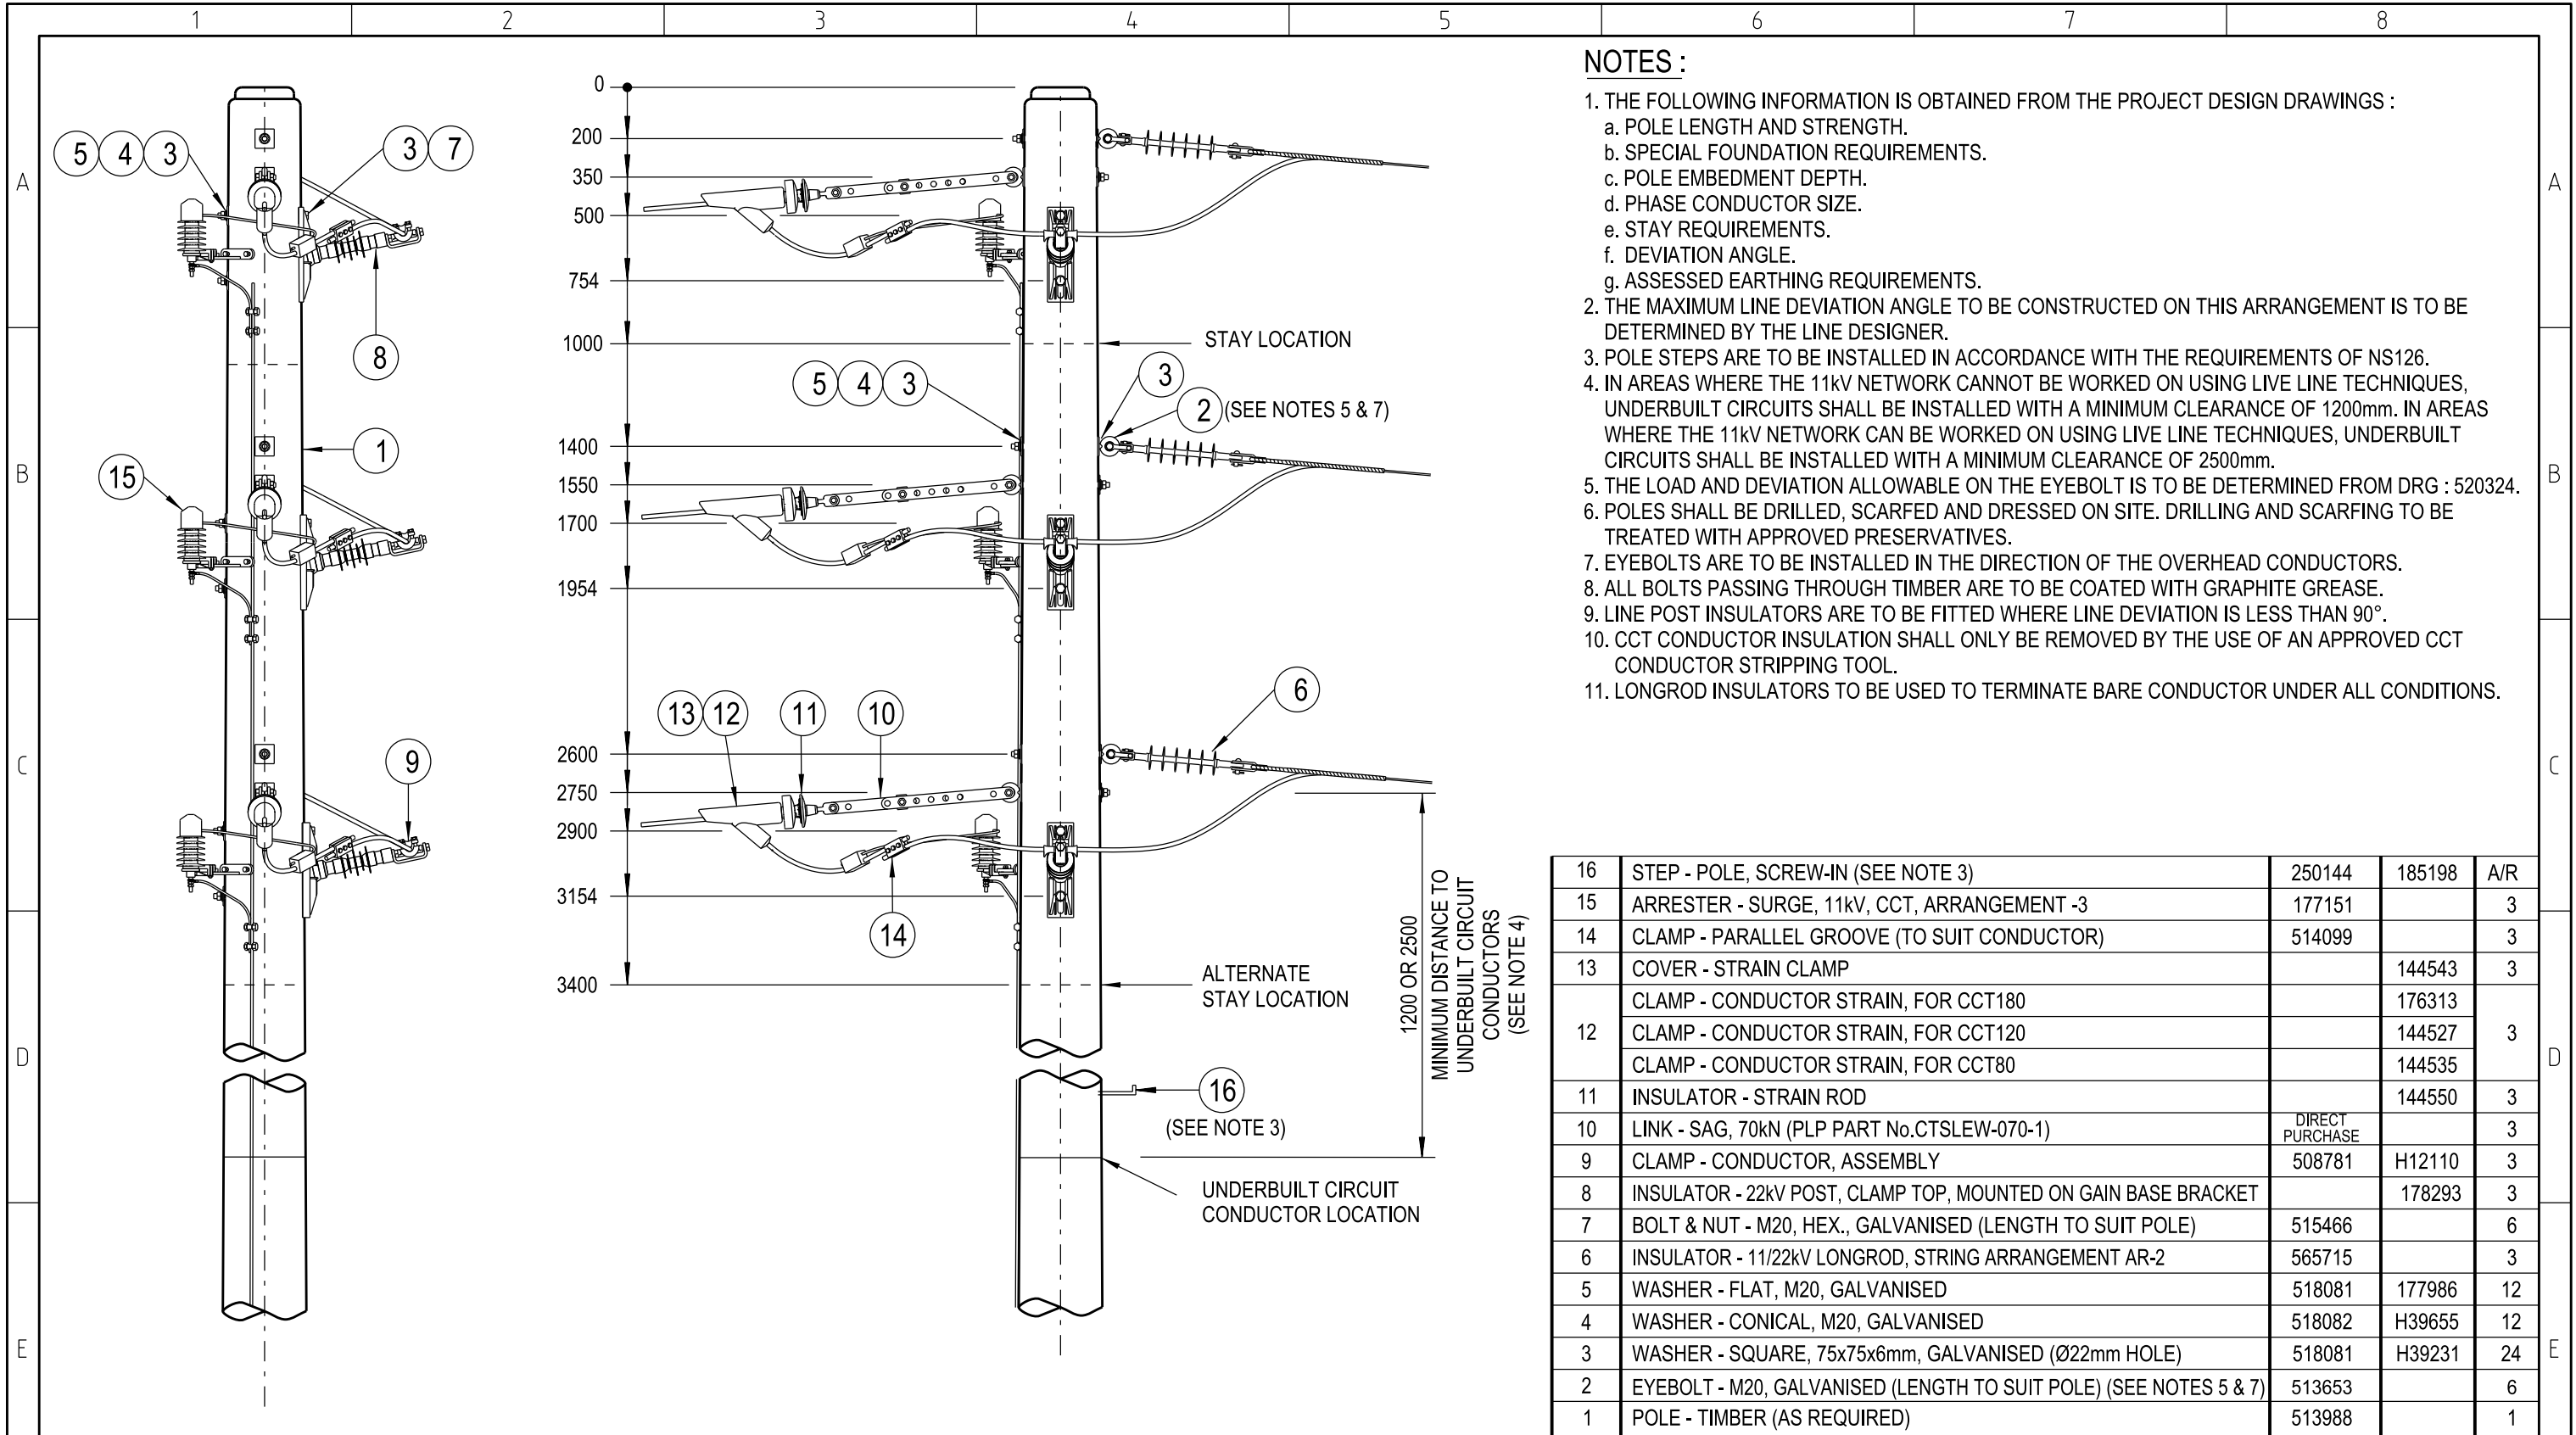 1 2 3 4 5 6 7 8
A A
B B
C C
D D
E E
5 4 3
3 7
8
1
15
9
0
200
350
500
754
1000
1400
1550
1700
1954
2600
2750
2900
3154
3400
STAY LOCATION
5 4 3
3
2 (SEE NOTES 5 & 7)
13 12 11 10
6
14
ALTERNATE
STAY LOCATION
16
(SEE NOTE 3)
UNDERBUILT CIRCUIT
CONDUCTOR LOCATION
1200 OR 2500
MINIMUM DISTANCE TO
UNDERBUILT CIRCUIT
CONDUCTORS
(SEE NOTE 4)
NOTES :
1. THE FOLLOWING INFORMATION IS OBTAINED FROM THE PROJECT DESIGN DRAWINGS :
a. POLE LENGTH AND STRENGTH.
b. SPECIAL FOUNDATION REQUIREMENTS.
c. POLE EMBEDMENT DEPTH.
d. PHASE CONDUCTOR SIZE.
e. STAY REQUIREMENTS.
f. DEVIATION ANGLE.
g. ASSESSED EARTHING REQUIREMENTS.
2. THE MAXIMUM LINE DEVIATION ANGLE TO BE CONSTRUCTED ON THIS ARRANGEMENT IS TO BE
DETERMINED BY THE LINE DESIGNER.
3. POLE STEPS ARE TO BE INSTALLED IN ACCORDANCE WITH THE REQUIREMENTS OF NS126.
4. IN AREAS WHERE THE 11kV NETWORK CANNOT BE WORKED ON USING LIVE LINE TECHNIQUES,
UNDERBUILT CIRCUITS SHALL BE INSTALLED WITH A MINIMUM CLEARANCE OF 1200mm. IN AREAS
WHERE THE 11kV NETWORK CAN BE WORKED ON USING LIVE LINE TECHNIQUES, UNDERBUILT
CIRCUITS SHALL BE INSTALLED WITH A MINIMUM CLEARANCE OF 2500mm.
5. THE LOAD AND DEVIATION ALLOWABLE ON THE EYEBOLT IS TO BE DETERMINED FROM DRG : 520324.
6. POLES SHALL BE DRILLED, SCARFED AND DRESSED ON SITE. DRILLING AND SCARFING TO BE
TREATED WITH APPROVED PRESERVATIVES.
7. EYEBOLTS ARE TO BE INSTALLED IN THE DIRECTION OF THE OVERHEAD CONDUCTORS.
8. ALL BOLTS PASSING THROUGH TIMBER ARE TO BE COATED WITH GRAPHITE GREASE.
9. LINE POST INSULATORS ARE TO BE FITTED WHERE LINE DEVIATION IS LESS THAN 90°.
10. CCT CONDUCTOR INSULATION SHALL ONLY BE REMOVED BY THE USE OF AN APPROVED CCT
CONDUCTOR STRIPPING TOOL.
11. LONGROD INSULATORS TO BE USED TO TERMINATE BARE CONDUCTOR UNDER ALL CONDITIONS.
16 STEP - POLE, SCREW-IN (SEE NOTE 3) 250144 185198 A/R
15 ARRESTER - SURGE, 11kV, CCT, ARRANGEMENT -3 177151 3
14 CLAMP - PARALLEL GROOVE (TO SUIT CONDUCTOR) 514099 3
13 COVER - STRAIN CLAMP 144543 3
CLAMP - CONDUCTOR STRAIN, FOR CCT180 176313
12 CLAMP - CONDUCTOR STRAIN, FOR CCT120 144527 3
CLAMP - CONDUCTOR STRAIN, FOR CCT80 144535
11 INSULATOR - STRAIN ROD 144550 3
10 LINK - SAG, 70kN (PLP PART No.CTSLEW-070-1) DIRECT PURCHASE 3
9 CLAMP - CONDUCTOR, ASSEMBLY 508781 H12110 3
8 INSULATOR - 22kV POST, CLAMP TOP, MOUNTED ON GAIN BASE BRACKET 178293 3
7 BOLT & NUT - M20, HEX., GALVANISED (LENGTH TO SUIT POLE) 515466 6
6 INSULATOR - 11/22kV LONGROD, STRING ARRANGEMENT AR-2 565715 3
5 WASHER - FLAT, M20, GALVANISED 518081 177986 12
4 WASHER - CONICAL, M20, GALVANISED 518082 H39655 12
3 WASHER - SQUARE, 75x75x6mm, GALVANISED (Ø22mm HOLE) 518081 H39231 24
2 EYEBOLT - M20, GALVANISED (LENGTH TO SUIT POLE) (SEE NOTES 5 & 7) 513653 6
1 POLE - TIMBER (AS REQUIRED) 513988 1